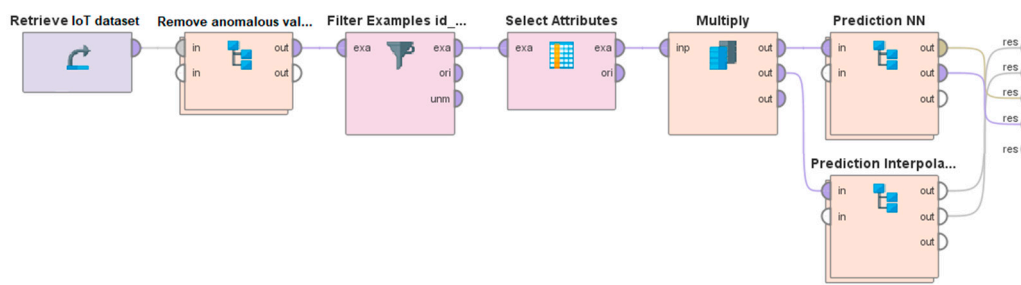 Retrieve IoT dataset
Remove anomalous val...
Filter Examples id_...
Select Attributes
Multiply
Prediction NN
in out
in out
exa exa
ori
unm
exa exa
ori
inp out
out
out
in out
in out
out
res
res
res
res
res
Prediction Interpola...
in out
in out
out